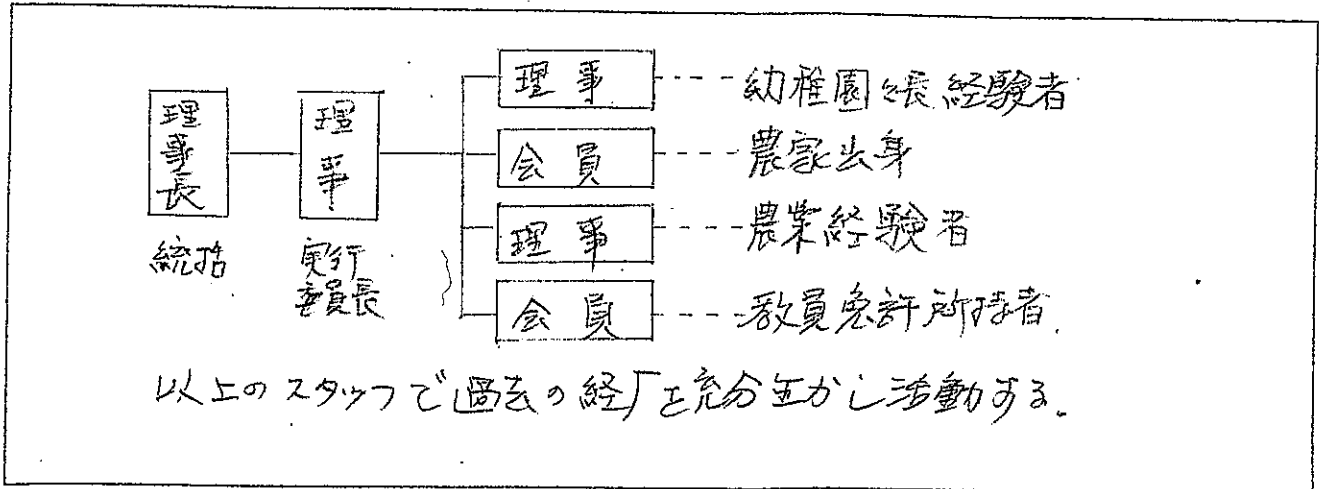 理事長
統括
理事
実行
委員長
理事 幼稚園々長経験者
会員 農家出身
理事 農業経験者
会員 教員免許所持者.
以上のスタッフで過去の経厂を充分生かし活動する。